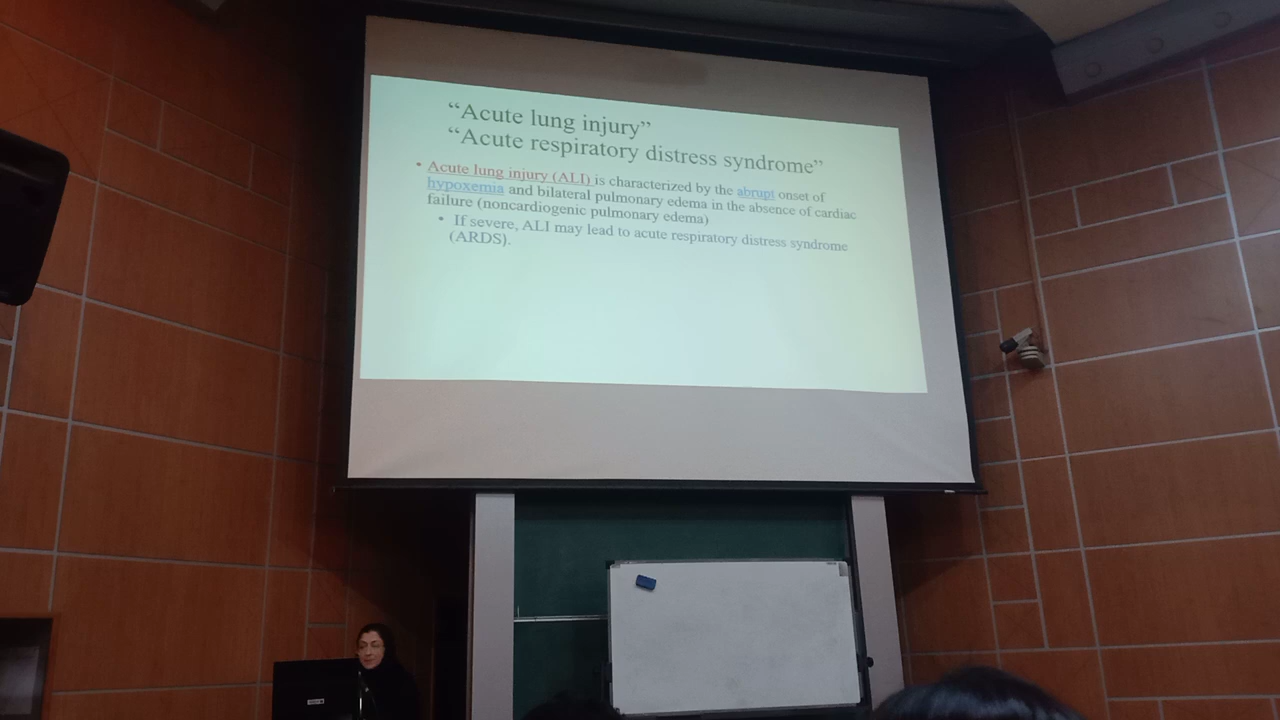 “Acute lung injury”
“Acute respiratory distress syndrome”
• Acute lung injury (ALI) is characterized by the abrupt onset of
hypoxemia and bilateral pulmonary edema in the absence of cardiac
failure (noncardiogenic pulmonary edema)
• If severe, ALI may lead to acute respiratory distress syndrome
(ARDS).